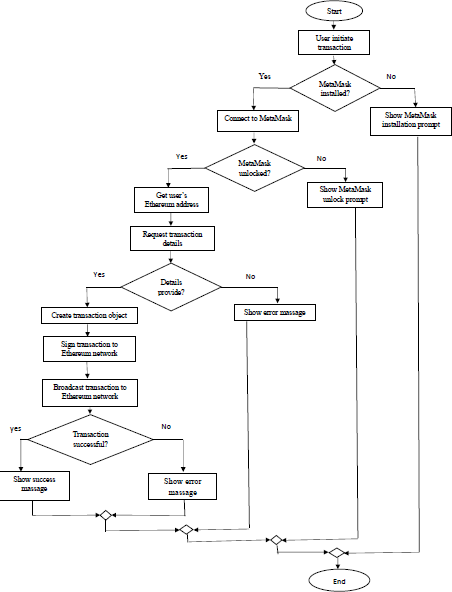 Start
User initiate
transaction
MetaMask
installed?
Yes
No
Connect to MetaMask
Show MetaMask
installation prompt
MetaMask
unlocked?
Yes
No
Get user's
Ethereum address
Show MetaMask
unlock prompt
Request transaction
details
Details
provide?
Yes
No
Create transaction object
Show error massage
Sign transaction to
Ethereum network
Broadcast transaction to
Ethereum network
Transaction
successful?
yes
No
Show success
massage
Show error
massage
End